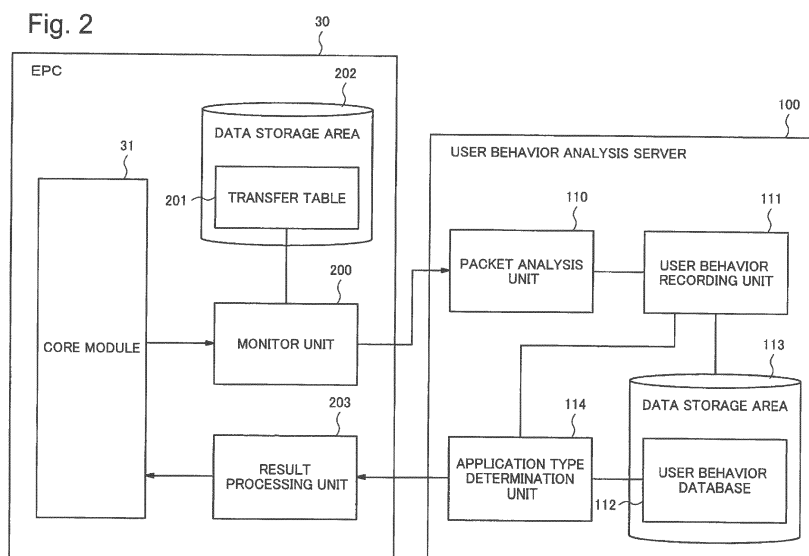 Fig. 2
30
EPC
202
DATA STORAGE AREA
201
TRANSFER TABLE
31
CORE MODULE
200
MONITOR UNIT
203
RESULT
PROCESSING UNIT
100
USER BEHAVIOR ANALYSIS SERVER
110
PACKET ANALYSIS
UNIT
111
USER BEHAVIOR
RECORDING UNIT
113
DATA STORAGE AREA
114
APPLICATION TYPE
DETERMINATION
UNIT
USER BEHAVIOR
DATABASE
112